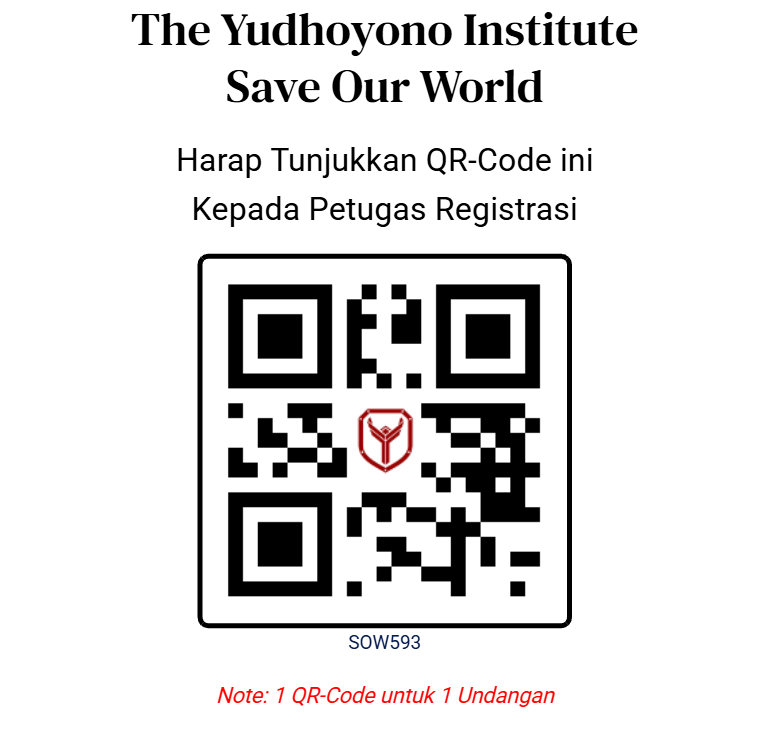 The Yudhoyono Institute
Save Our World
Harap Tunjukkan QR-Code ini
Kepada Petugas Registrasi
SOW593
Note: 1 QR-Code untuk 1 Undangan